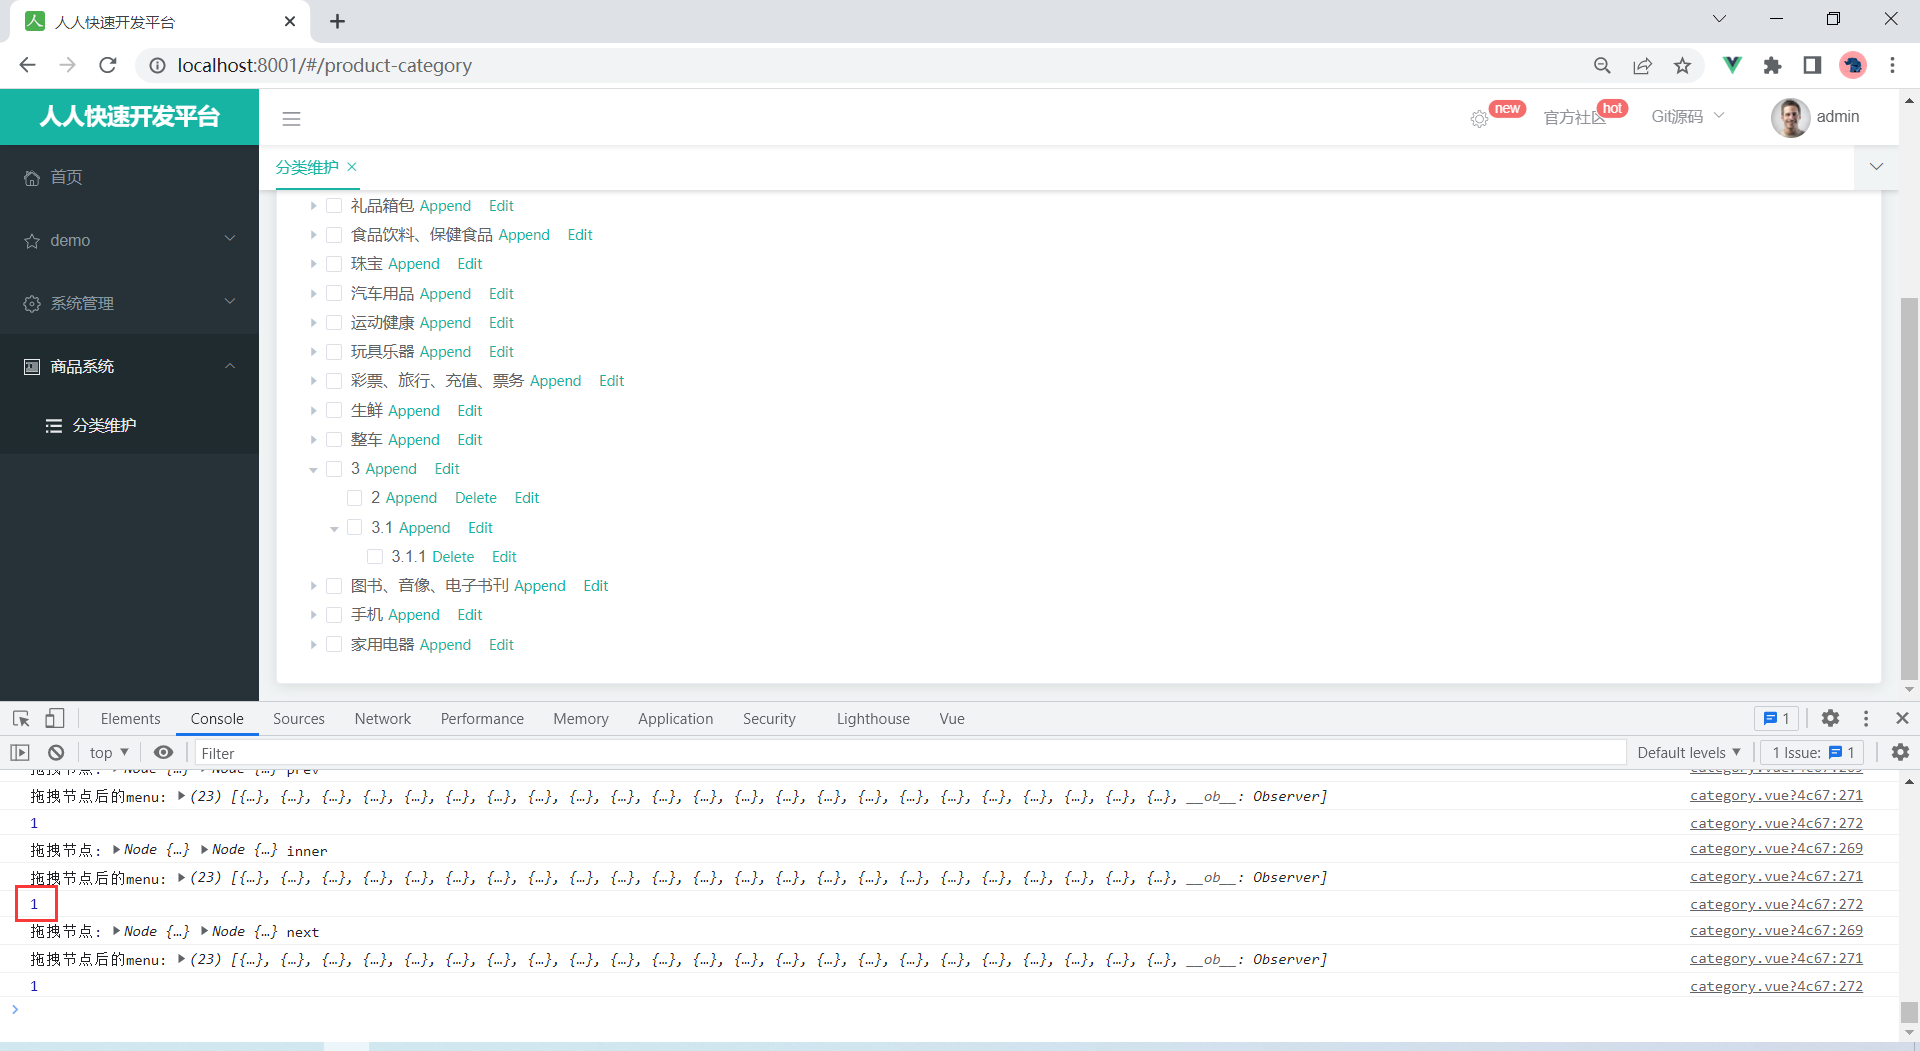 人人快速开发平台
localhost:8001/#/product-category
人人快速开发平台
new
官方社区
hot
Git源码
admin
首页
demo
系统管理
商品系统
分类维护
分类维护
礼品箱包 Append Edit
食品饮料、保健食品 Append Edit
珠宝 Append Edit
汽车用品 Append Edit
运动健康 Append Edit
玩具乐器 Append Edit
彩票、旅行、充值、票务 Append Edit
生鲜 Append Edit
整车 Append Edit
3 Append Edit
2 Append Delete Edit
3.1 Append Edit
3.1.1 Delete Edit
图书、音像、电子书刊 Append Edit
手机 Append Edit
家用电器 Append Edit
Elements Console Sources Network Performance Memory Application Security Lighthouse Vue 1
top Filter Default levels 1 Issue: 1
拖拽节点: Node {…} Node {…} prev category.vue?4c67:269
拖拽节点后的menu: (23) [{…}, {…}, {…}, {…}, {…}, {…}, {…}, {…}, {…}, {…}, {…}, {…}, {…}, {…}, {…}, {…}, {…}, {…}, {…}, {…}, {…}, {…}, {…}, __ob__: Observer] category.vue?4c67:271
1 category.vue?4c67:272
拖拽节点: Node {…} Node {…} inner category.vue?4c67:269
拖拽节点后的menu: (23) [{…}, {…}, {…}, {…}, {…}, {…}, {…}, {…}, {…}, {…}, {…}, {…}, {…}, {…}, {…}, {…}, {…}, {…}, {…}, {…}, {…}, {…}, {…}, __ob__: Observer] category.vue?4c67:271
1 category.vue?4c67:272
拖拽节点: Node {…} Node {…} next category.vue?4c67:269
拖拽节点后的menu: (23) [{…}, {…}, {…}, {…}, {…}, {…}, {…}, {…}, {…}, {…}, {…}, {…}, {…}, {…}, {…}, {…}, {…}, {…}, {…}, {…}, {…}, {…}, {…}, __ob__: Observer] category.vue?4c67:271
1 category.vue?4c67:272